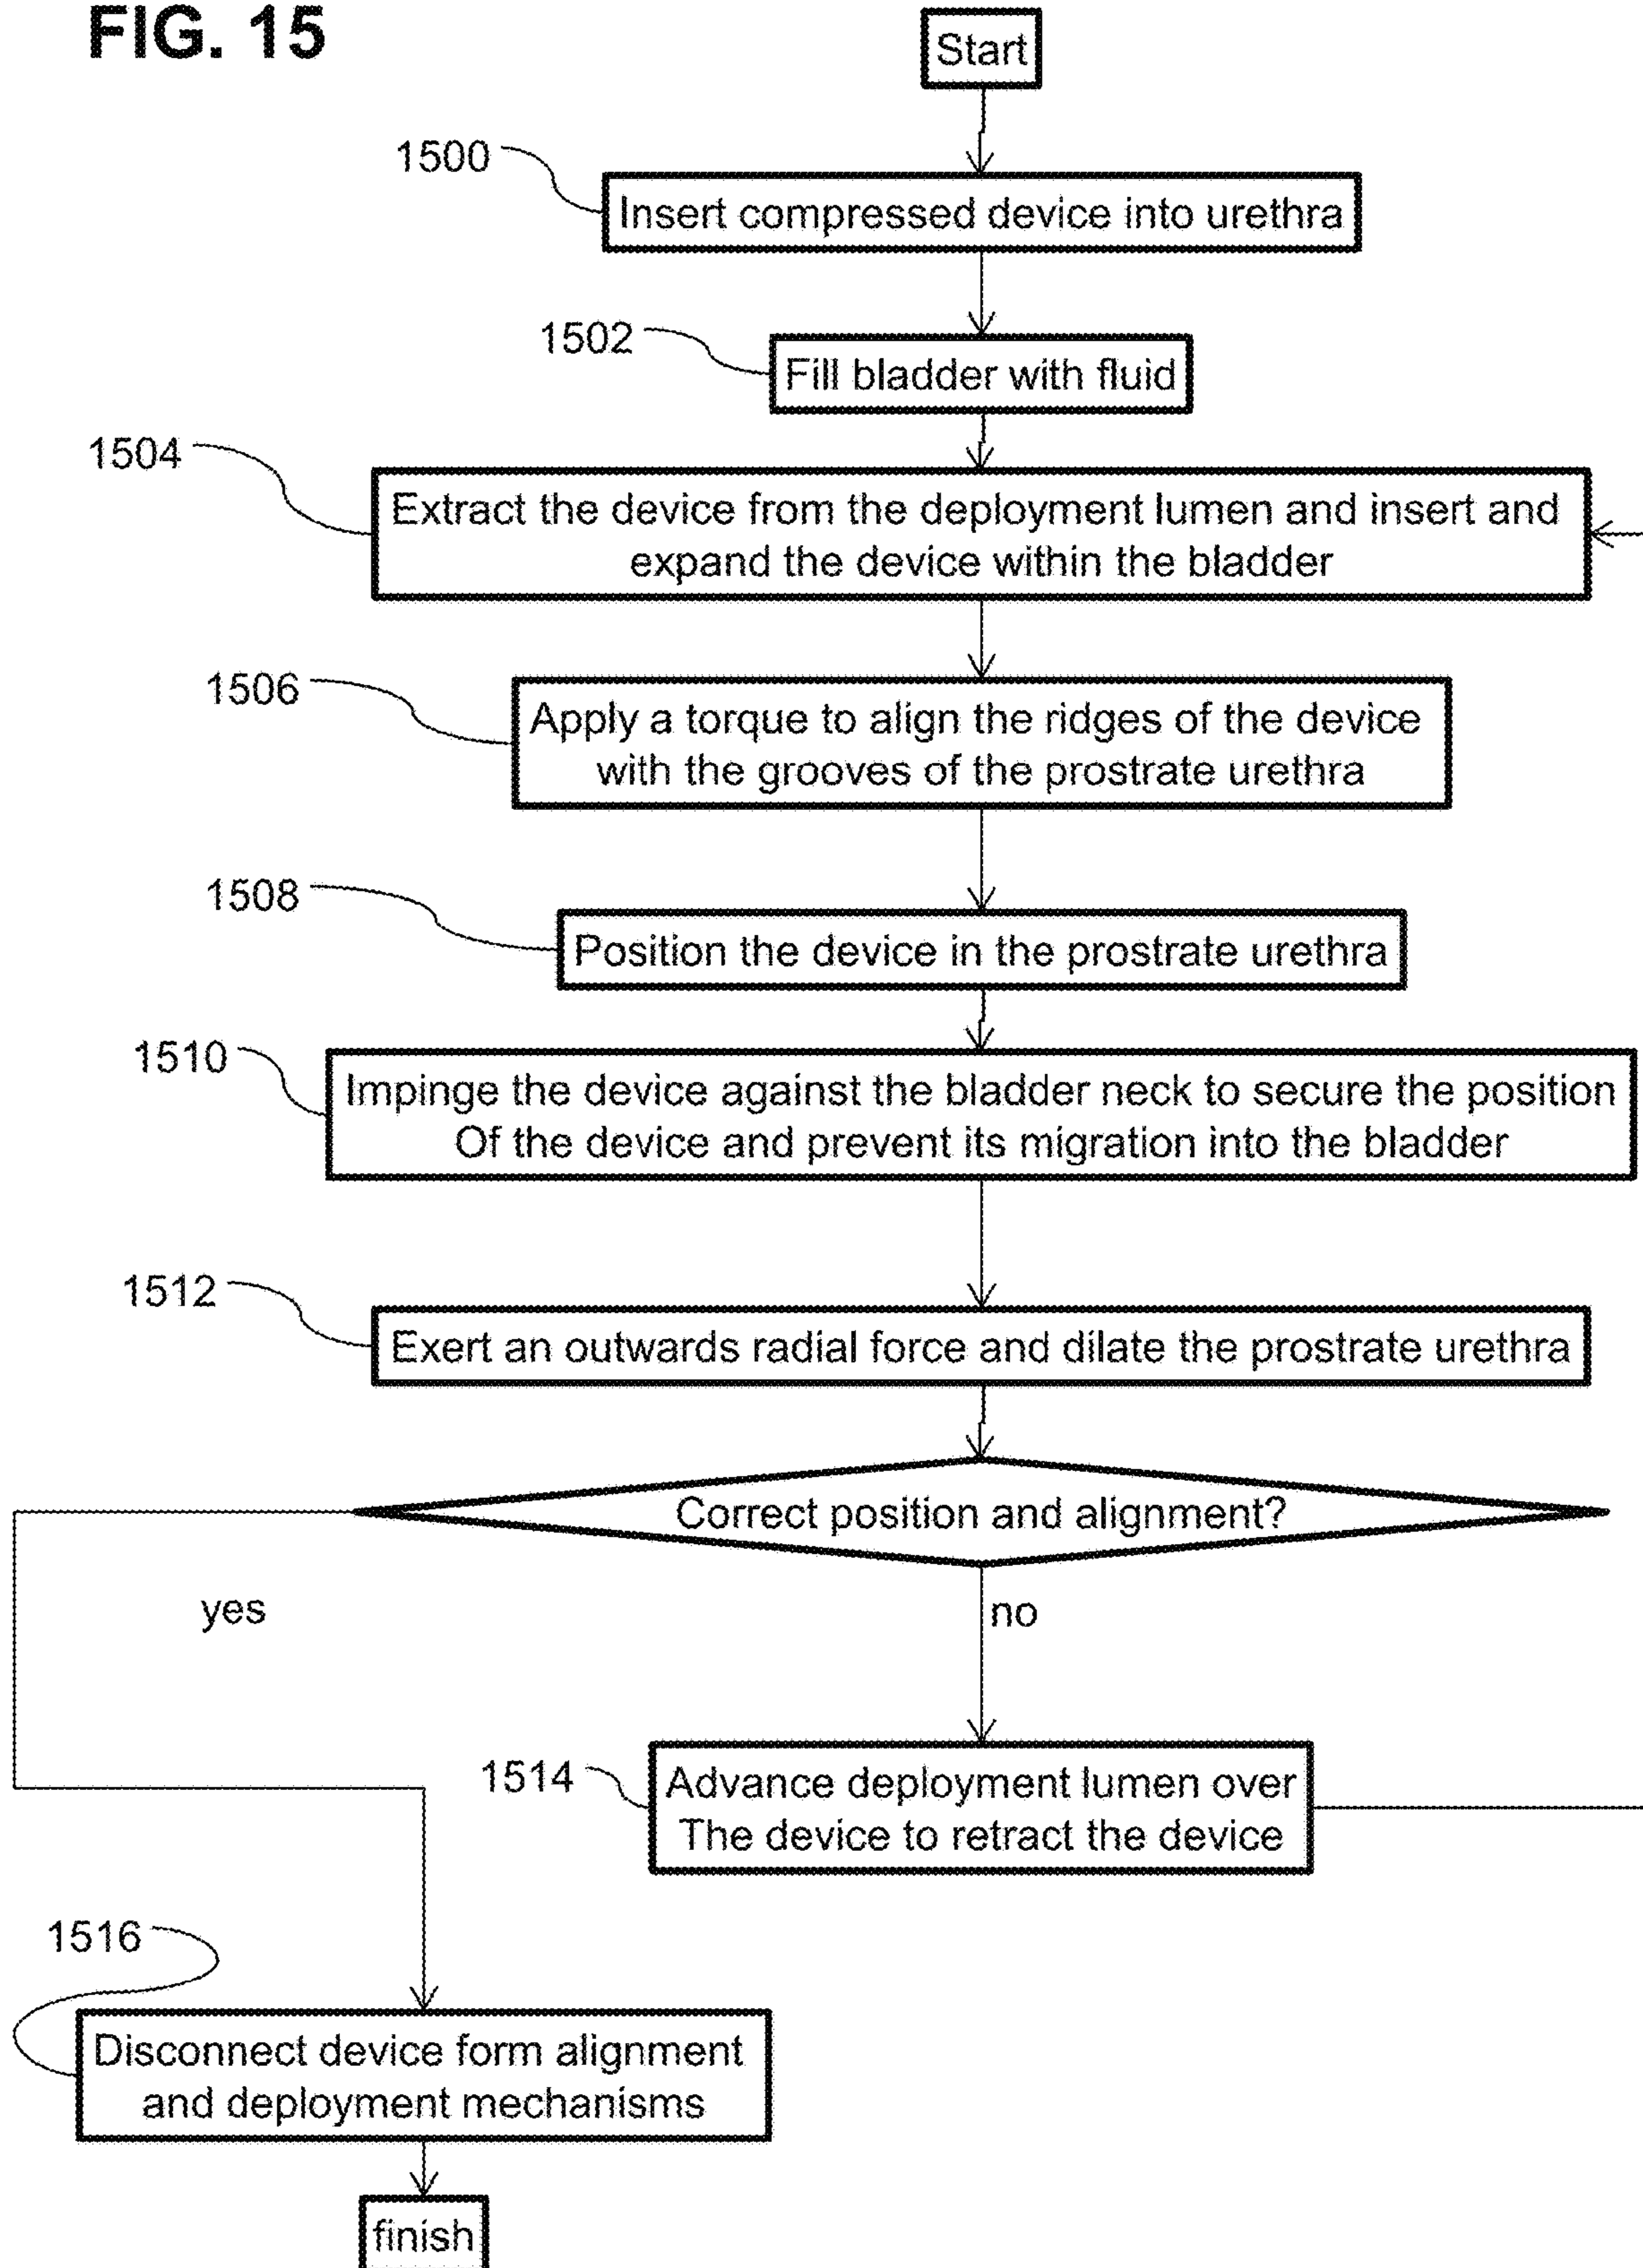 FIG. 15
Start
1500
Insert compressed device into urethra
1502
Fill bladder with fluid
1504
Extract the device from the deployment lumen and insert and
expand the device within the bladder
1506
Apply a torque to align the ridges of the device
with the grooves of the prostrate urethra
1508
Position the device in the prostrate urethra
1510
Impinge the device against the bladder neck to secure the position
Of the device and prevent its migration into the bladder
1512
Exert an outwards radial force and dilate the prostrate urethra
Correct position and alignment?
yes
no
1514
Advance deployment lumen over
The device to retract the device
1516
Disconnect device form alignment
and deployment mechanisms
finish